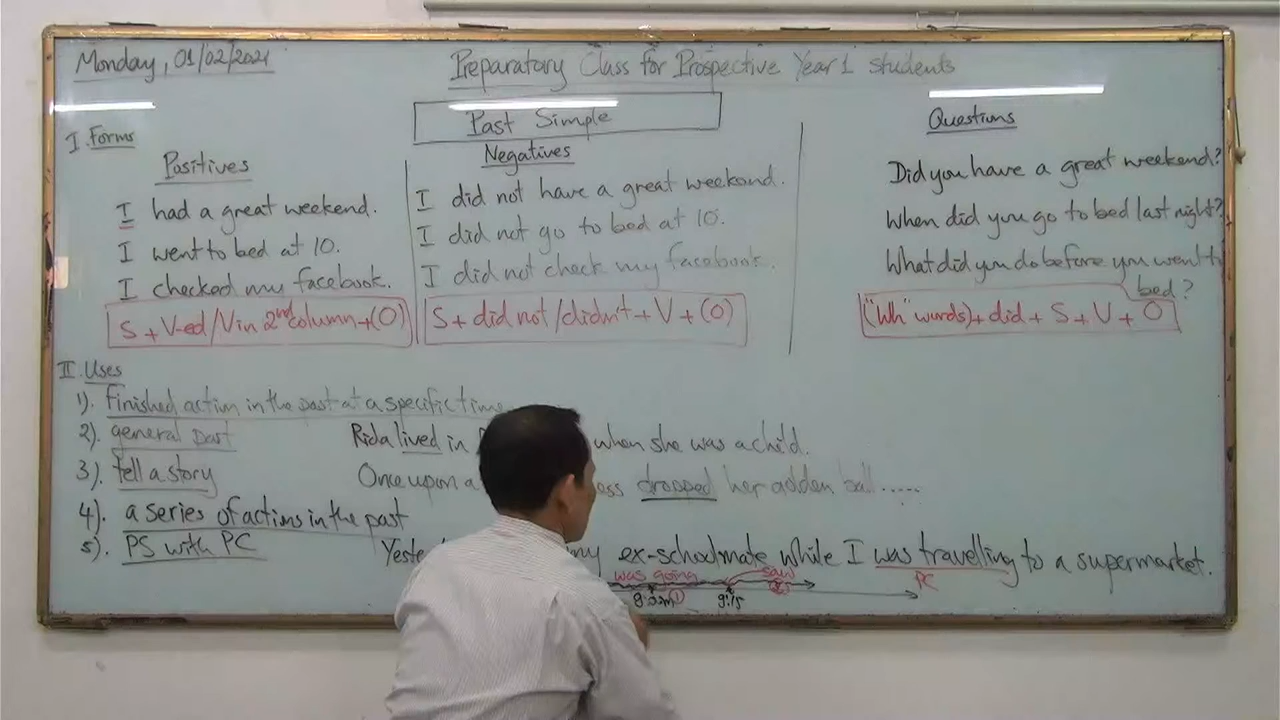 Monday, 01/02/2021
Preparatory Class for Prospective Year 1 students
Past Simple
I. Forms
Positives
I had a great weekend.
I went to bed at 10.
I checked my facebook.
S + V-ed/V in 2nd column + (O)
Negatives
I did not have a great weekend.
I did not go to bed at 10.
I did not check my facebook.
S + did not/didn't + V + (O)
Questions
Did you have a great weekend?
When did you go to bed last night?
What did you do before you went to
bed?
("Wh" words) + did + S + V + O
II. Uses
1). Finished action in the past at a specific time
2). general past Rida lived in when she was a child.
3). tell a story Once upon a dropped her golden ball.....
4). a series of actions in the past
5). PS with PC my ex-schoolmate while I was travelling to a supermarket.
was going saw PC
9:15